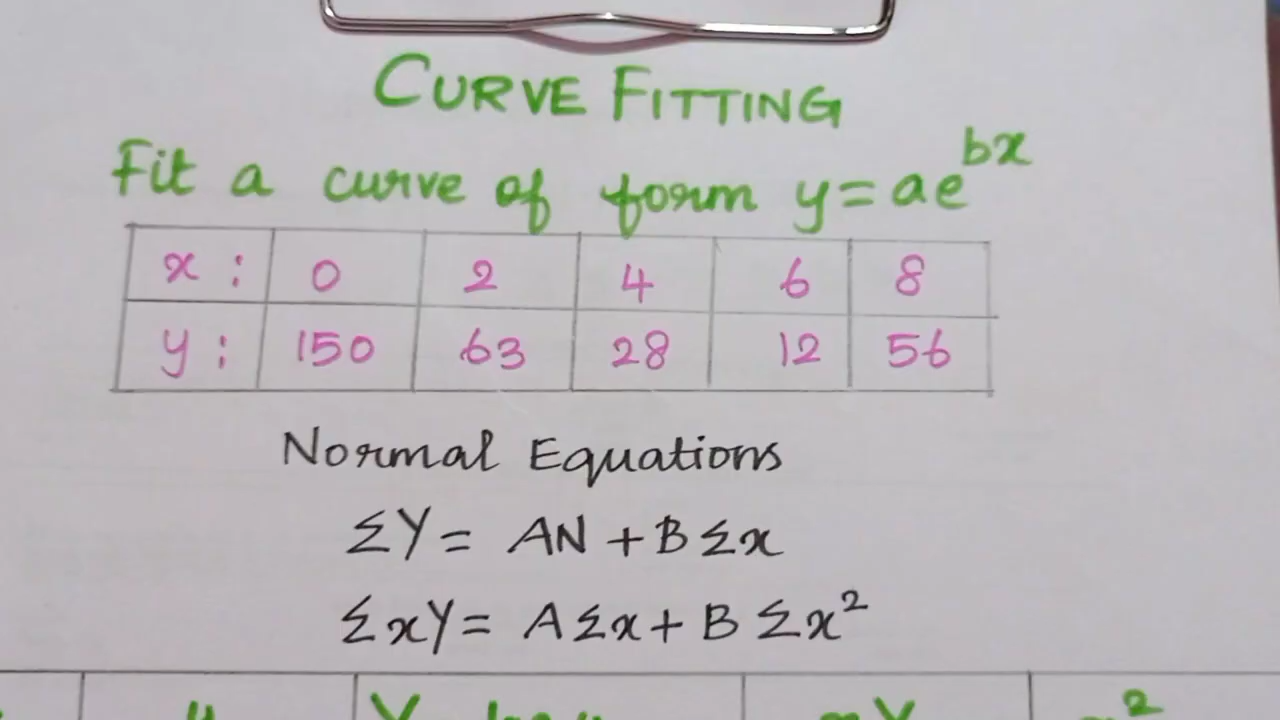 CURVE FITTING
Fit a curve of form y=ae^bx
x : 0 2 4 6 8
y : 150 63 28 12 56
Normal Equations
ΣY = AN + BΣx
ΣxY = AΣx + BΣx²